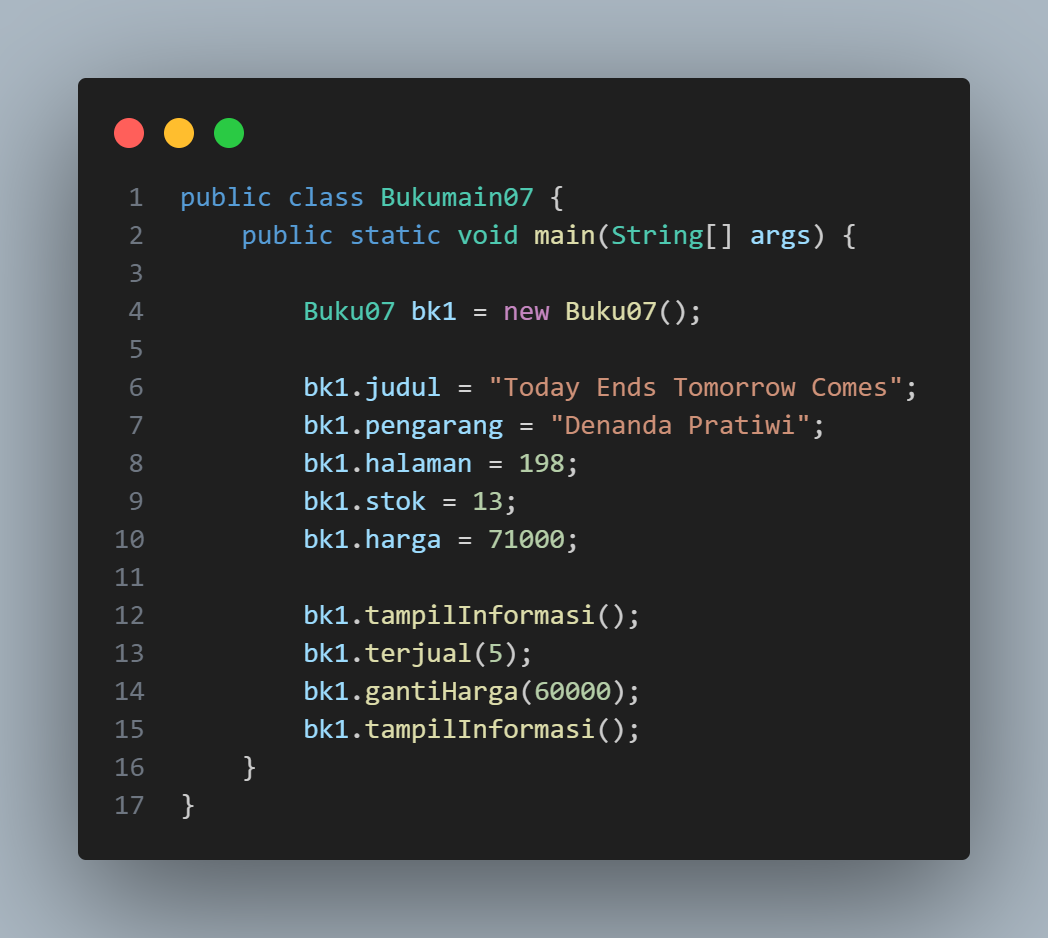 1 public class Bukumain07 {
2     public static void main(String[] args) {
3
4         Buku07 bk1 = new Buku07();
5
6         bk1.judul = "Today Ends Tomorrow Comes";
7         bk1.pengarang = "Denanda Pratiwi";
8         bk1.halaman = 198;
9         bk1.stok = 13;
10         bk1.harga = 71000;
11
12         bk1.tampilInformasi();
13         bk1.terjual(5);
14         bk1.gantiHarga(60000);
15         bk1.tampilInformasi();
16     }
17 }